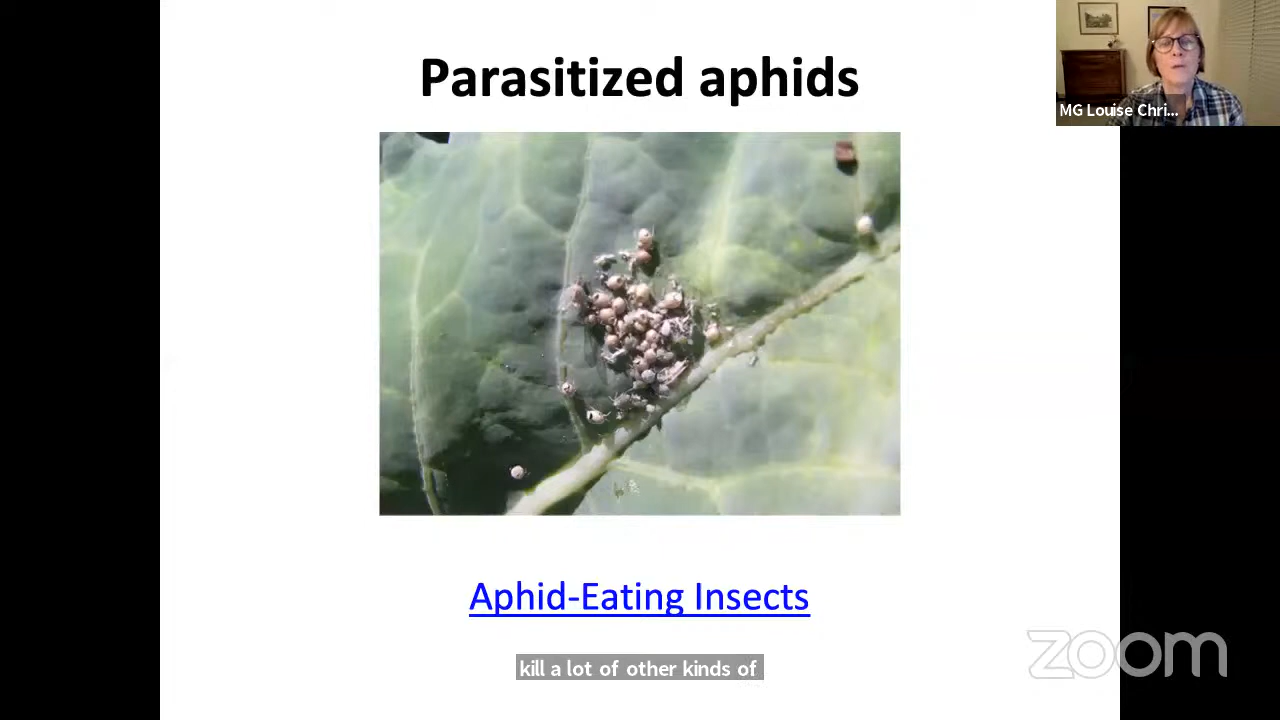 Parasitized aphids
MG Louise Chri...
Aphid-Eating Insects
kill a lot of other kinds of
zoom